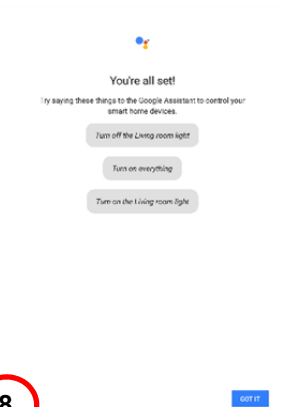 You're all set!
Try saying these things to the Google Assistant to control your
smart home devices.
Turn off the Living room light
Turn on everything
Turn on the Living room light
GOT IT
8